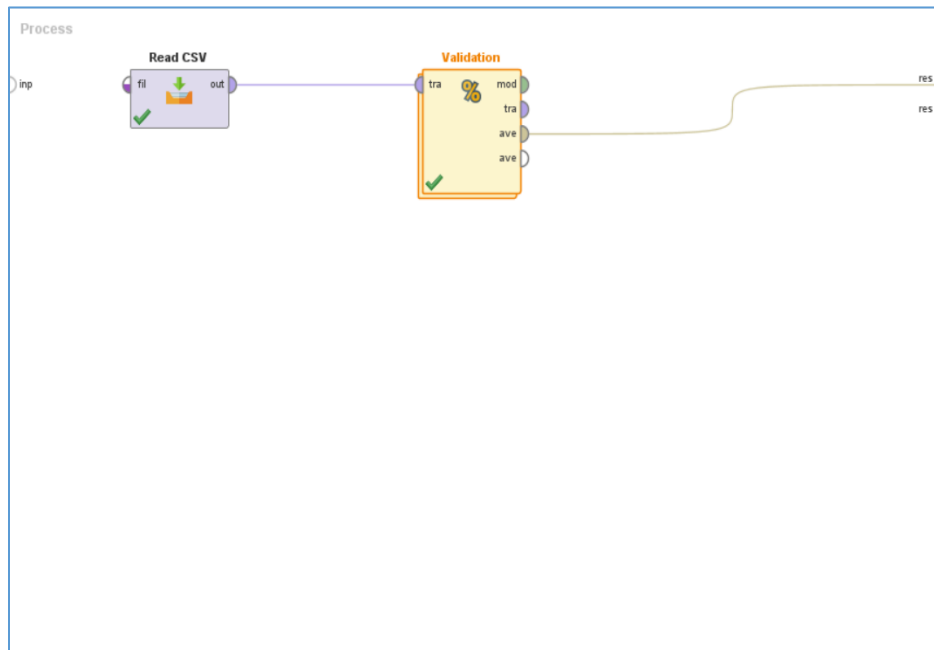 Process
Read CSV
Validation
inp
fil
out
tra
mod
tra
ave
ave
%
res
res